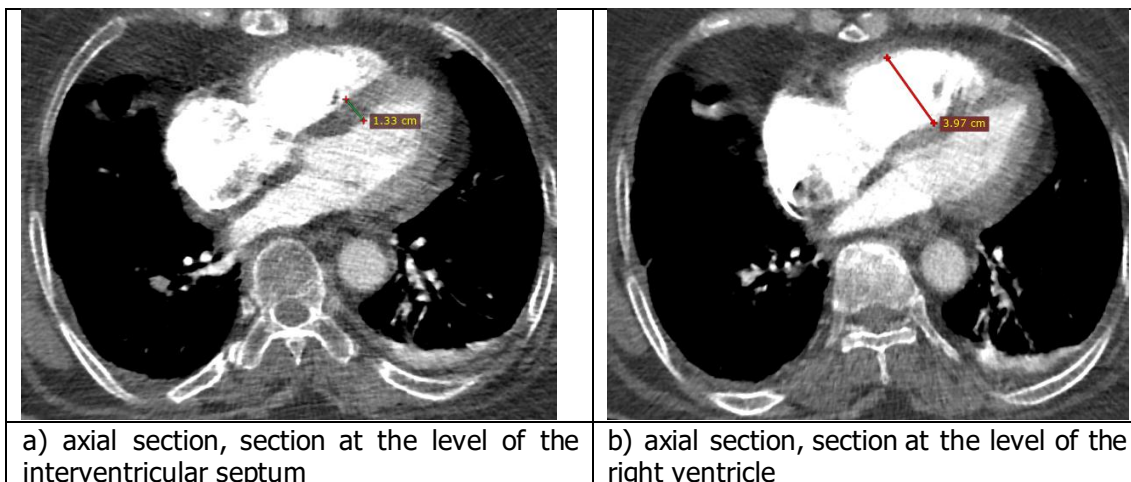 1.33 cm
3.97 cm
a) axial section, section at the level of the
interventricular septum
b) axial section, section at the level of the
right ventricle